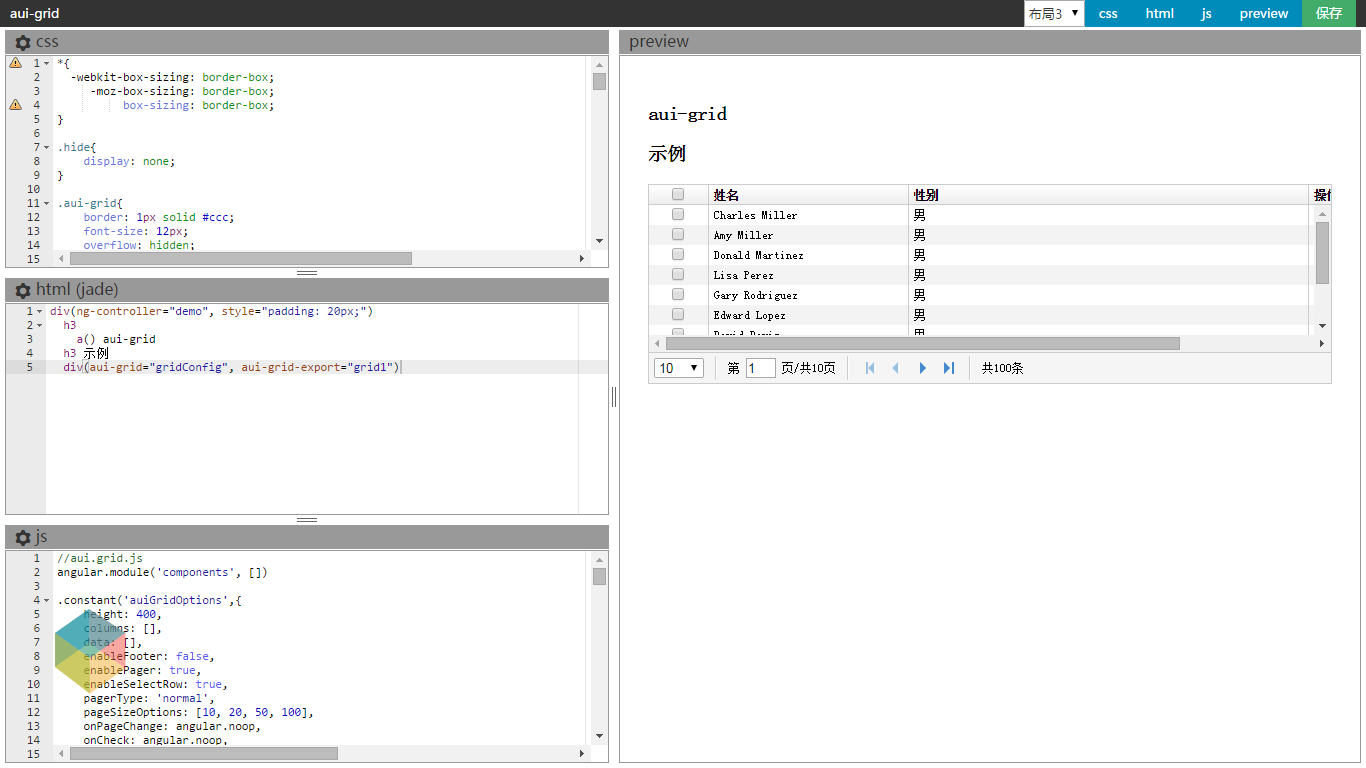 aui-grid
布局3 css html js preview 保存
css
1 *{
2 -webkit-box-sizing: border-box;
3 -moz-box-sizing: border-box;
4 box-sizing: border-box;
5 }
6
7 .hide{
8 display: none;
9 }
10
11 .aui-grid{
12 border: 1px solid #ccc;
13 font-size: 12px;
14 overflow: hidden;
15
html (jade)
1 div(ng-controller="demo", style="padding: 20px;")
2 h3
3 a() aui-grid
4 h3 示例
5 div(aui-grid="gridConfig", aui-grid-export="grid1")
js
1 //aui.grid.js
2 angular.module('components', [])
3
4 .constant('auiGridOptions',{
5 height: 400,
6 columns: [],
7 data: [],
8 enableFooter: false,
9 enablePager: true,
10 enableSelectRow: true,
11 pagerType: 'normal',
12 pageSizeOptions: [10, 20, 50, 100],
13 onPageChange: angular.noop,
14 onCheck: angular.noop,
15
preview
aui-grid
示例
姓名 性别
Charles Miller 男
Amy Miller 男
Donald Martinez 男
Lisa Perez 男
Gary Rodriguez 男
Edward Lopez 男
10 第 1 页/共10页 共100条